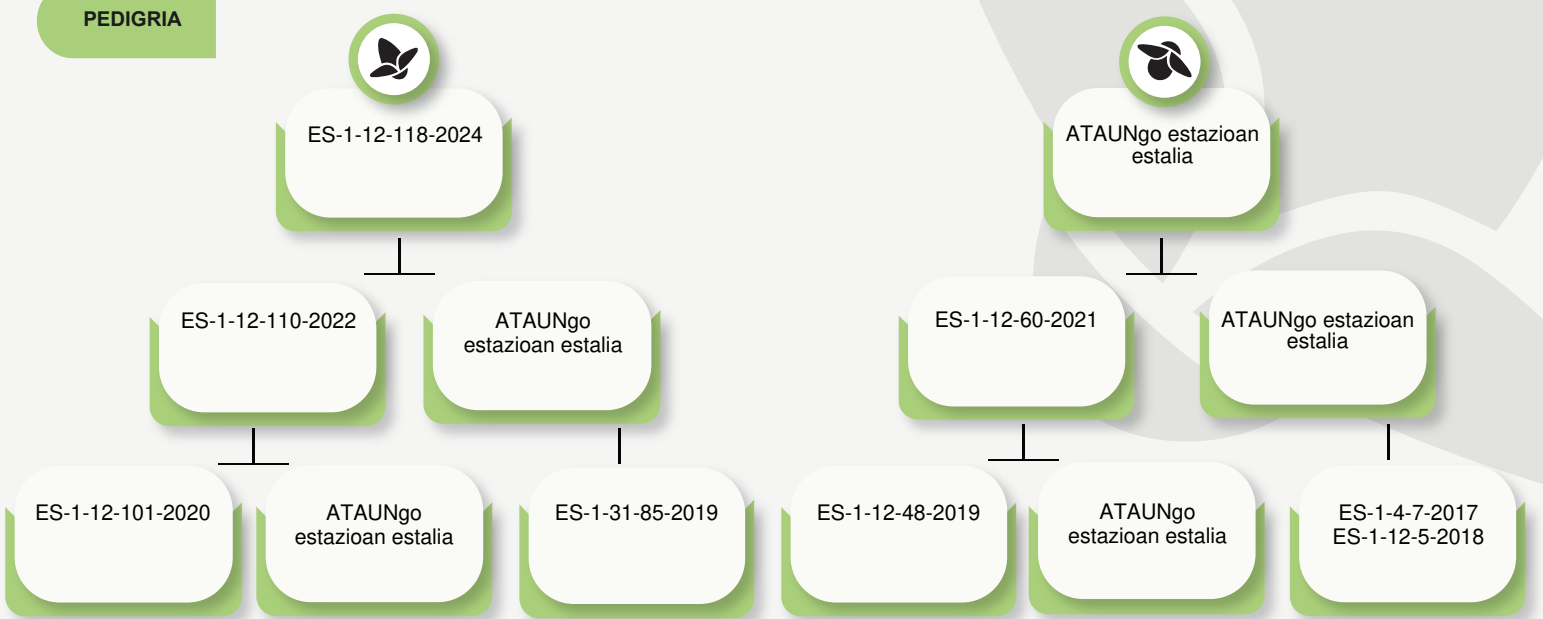 PEDIGRIA
ES-1-12-118-2024
ATAUNgo estazioan
estalia
ES-1-12-110-2022
ATAUNgo
estazioan estalia
ES-1-12-60-2021
ATAUNgo estazioan
estalia
ES-1-12-101-2020
ATAUNgo
estazioan estalia
ES-1-31-85-2019
ES-1-12-48-2019
ATAUNgo
estazioan estalia
ES-1-4-7-2017
ES-1-12-5-2018